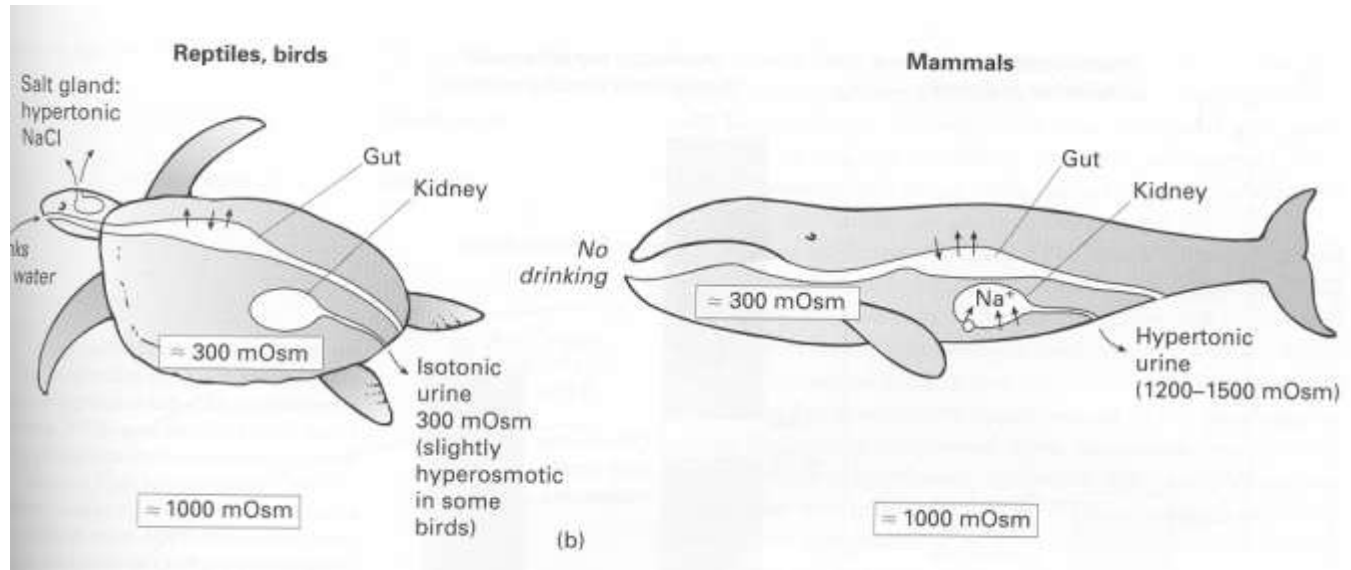 Reptiles, birds
Salt gland:
hypertonic
NaCl
Gut
Kidney
water
≈ 300 mOsm
Isotonic
urine
300 mOsm
(slightly
hyperosmotic
in some
birds)
≈ 1000 mOsm
(b)
Mammals
Gut
Kidney
No
drinking
≈ 300 mOsm
Na⁺
Hypertonic
urine
(1200–1500 mOsm)
≈ 1000 mOsm